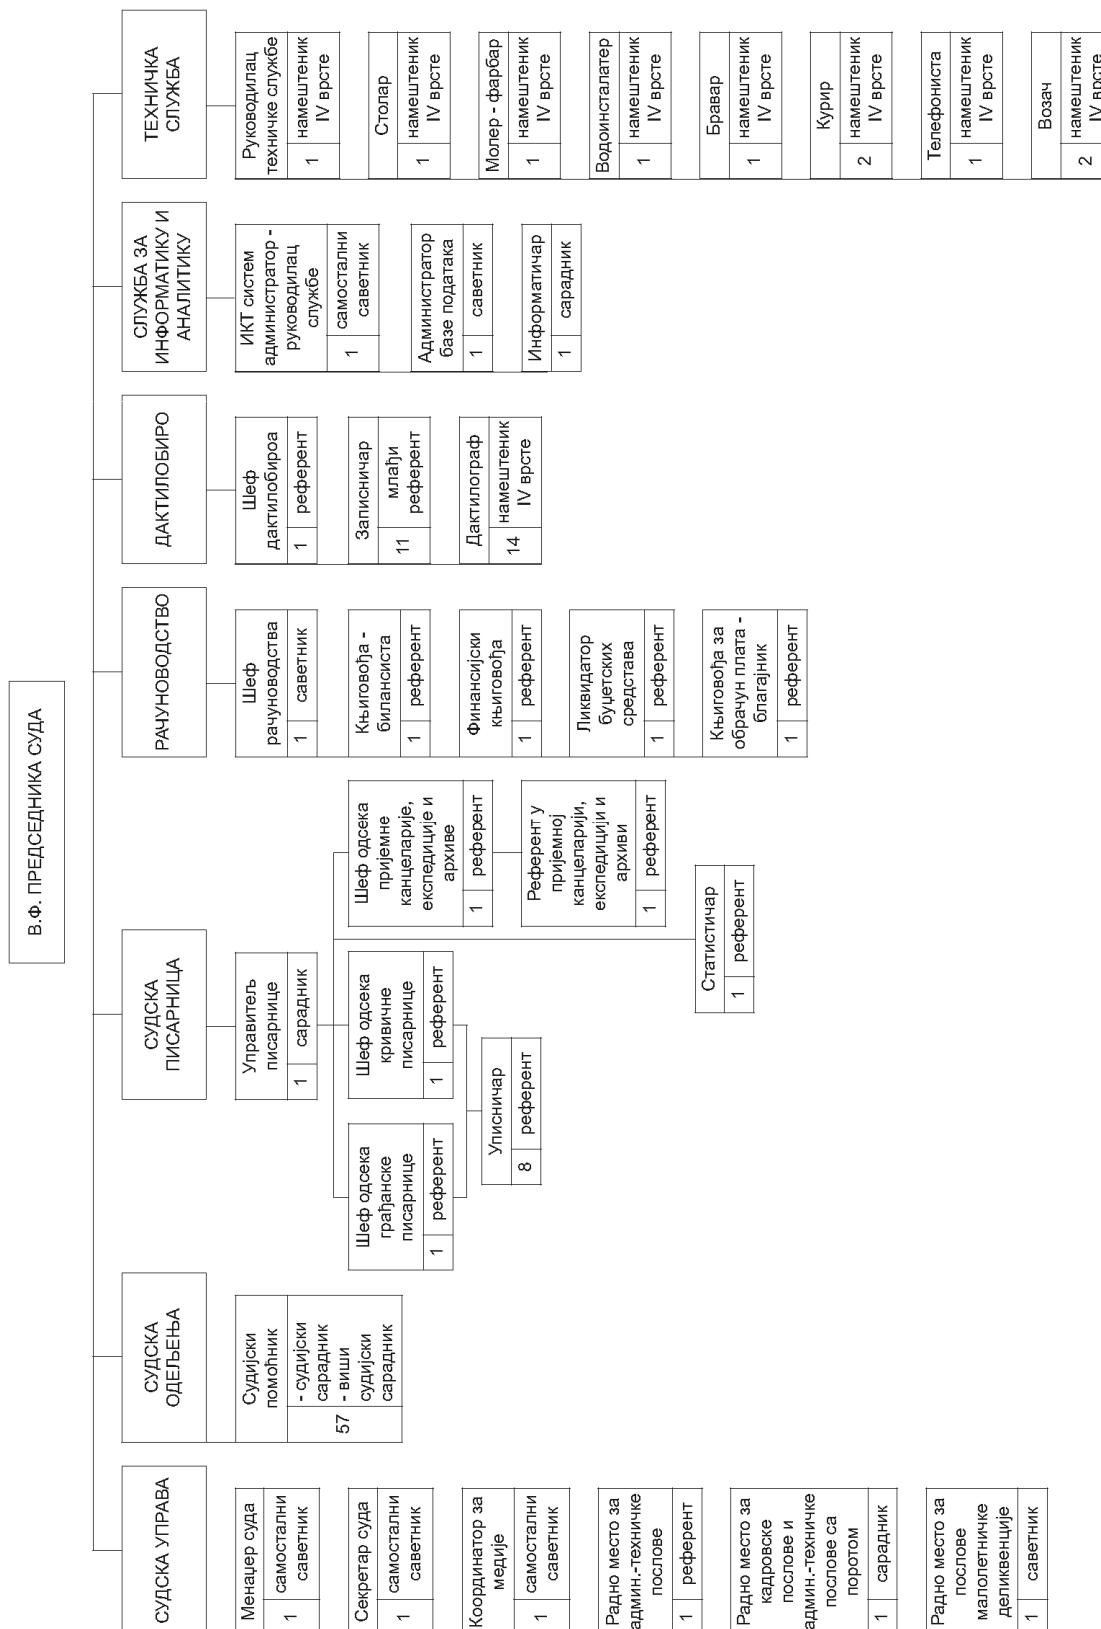 В.Ф. ПРЕДСЕДНИКА СУДА
СУДСКА УПРАВА
Менаџер суда
1
самостални
саветник
Секретар суда
1
самостални
саветник
Координатор за
медије
1
самостални
саветник
Радно место за
админ.-техничке
послове
1
референт
Радно место за
кадровске
послове и
админ.-техничке
послове са
поротом
1
сарадник
Радно место за
послове
малолетничке
деликвенције
1
саветник
СУДСКА
ОДЕЉЕЊА
Судијски
помоћник
57
- судијски
сарадник
- виши
судијски
сарадник
СУДСКА
ПИСАРНИЦА
Управитељ
писарнице
1
сарадник
Шеф одсека
грађанске
писарнице
1
референт
Шеф одсека
кривичне
писарнице
1
референт
Уписничар
8
референт
Шеф одсека
пријемне
канцеларије,
експедиције и
архиве
1
референт
Референт у
пријемној
канцеларији,
експедицији и
архиви
1
референт
Статистичар
1
референт
РАЧУНОВОДСТВО
Шеф
рачуноводства
1
саветник
Књиговођа -
билансиста
1
референт
Финансијски
књиговођа
1
референт
Ликвидатор
буџетских
средстава
1
референт
Књиговођа за
обрачун плата -
благајник
1
референт
ДАКТИЛОБИРО
Шеф
дактилобироа
1
референт
Записничар
11
млађи
референт
Дактилограф
14
намештеник
IV врсте
СЛУЖБА ЗА
ИНФОРМАТИКУ И
АНАЛИТИКУ
ИКТ систем
администратор -
руководилац
службе
1
самостални
саветник
Администратор
базе података
1
саветник
Информатичар
1
сарадник
ТЕХНИЧКА
СЛУЖБА
Руководилац
техничке службе
1
намештеник
IV врсте
Столар
1
намештеник
IV врсте
Молер - фарбар
1
намештеник
IV врсте
Водоинсталатер
1
намештеник
IV врсте
Бравар
1
намештеник
IV врсте
Курир
2
намештеник
IV врсте
Телефониста
1
намештеник
IV врсте
Возач
2
намештеник
IV врсте